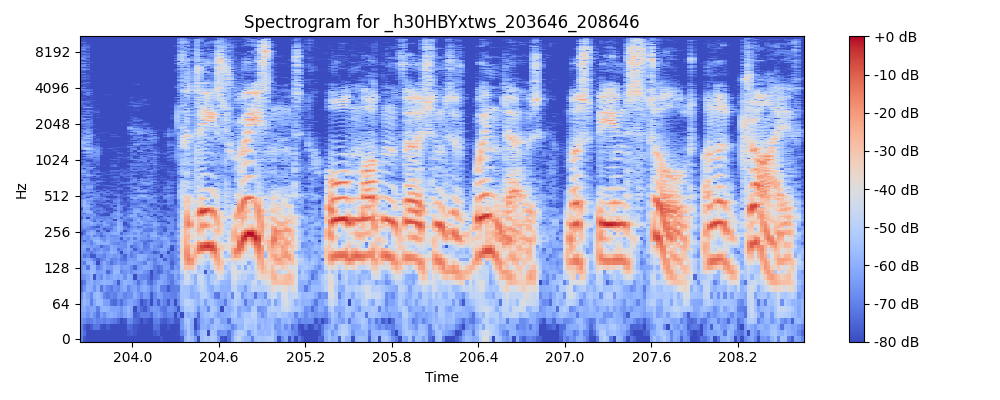 Spectrogram for _h30HBYxtws_203646_208646
Hz
8192
4096
2048
1024
512
256
128
64
0
204.0 204.6 205.2 205.8 206.4 207.0 207.6 208.2
Time
+0 dB
-10 dB
-20 dB
-30 dB
-40 dB
-50 dB
-60 dB
-70 dB
-80 dB